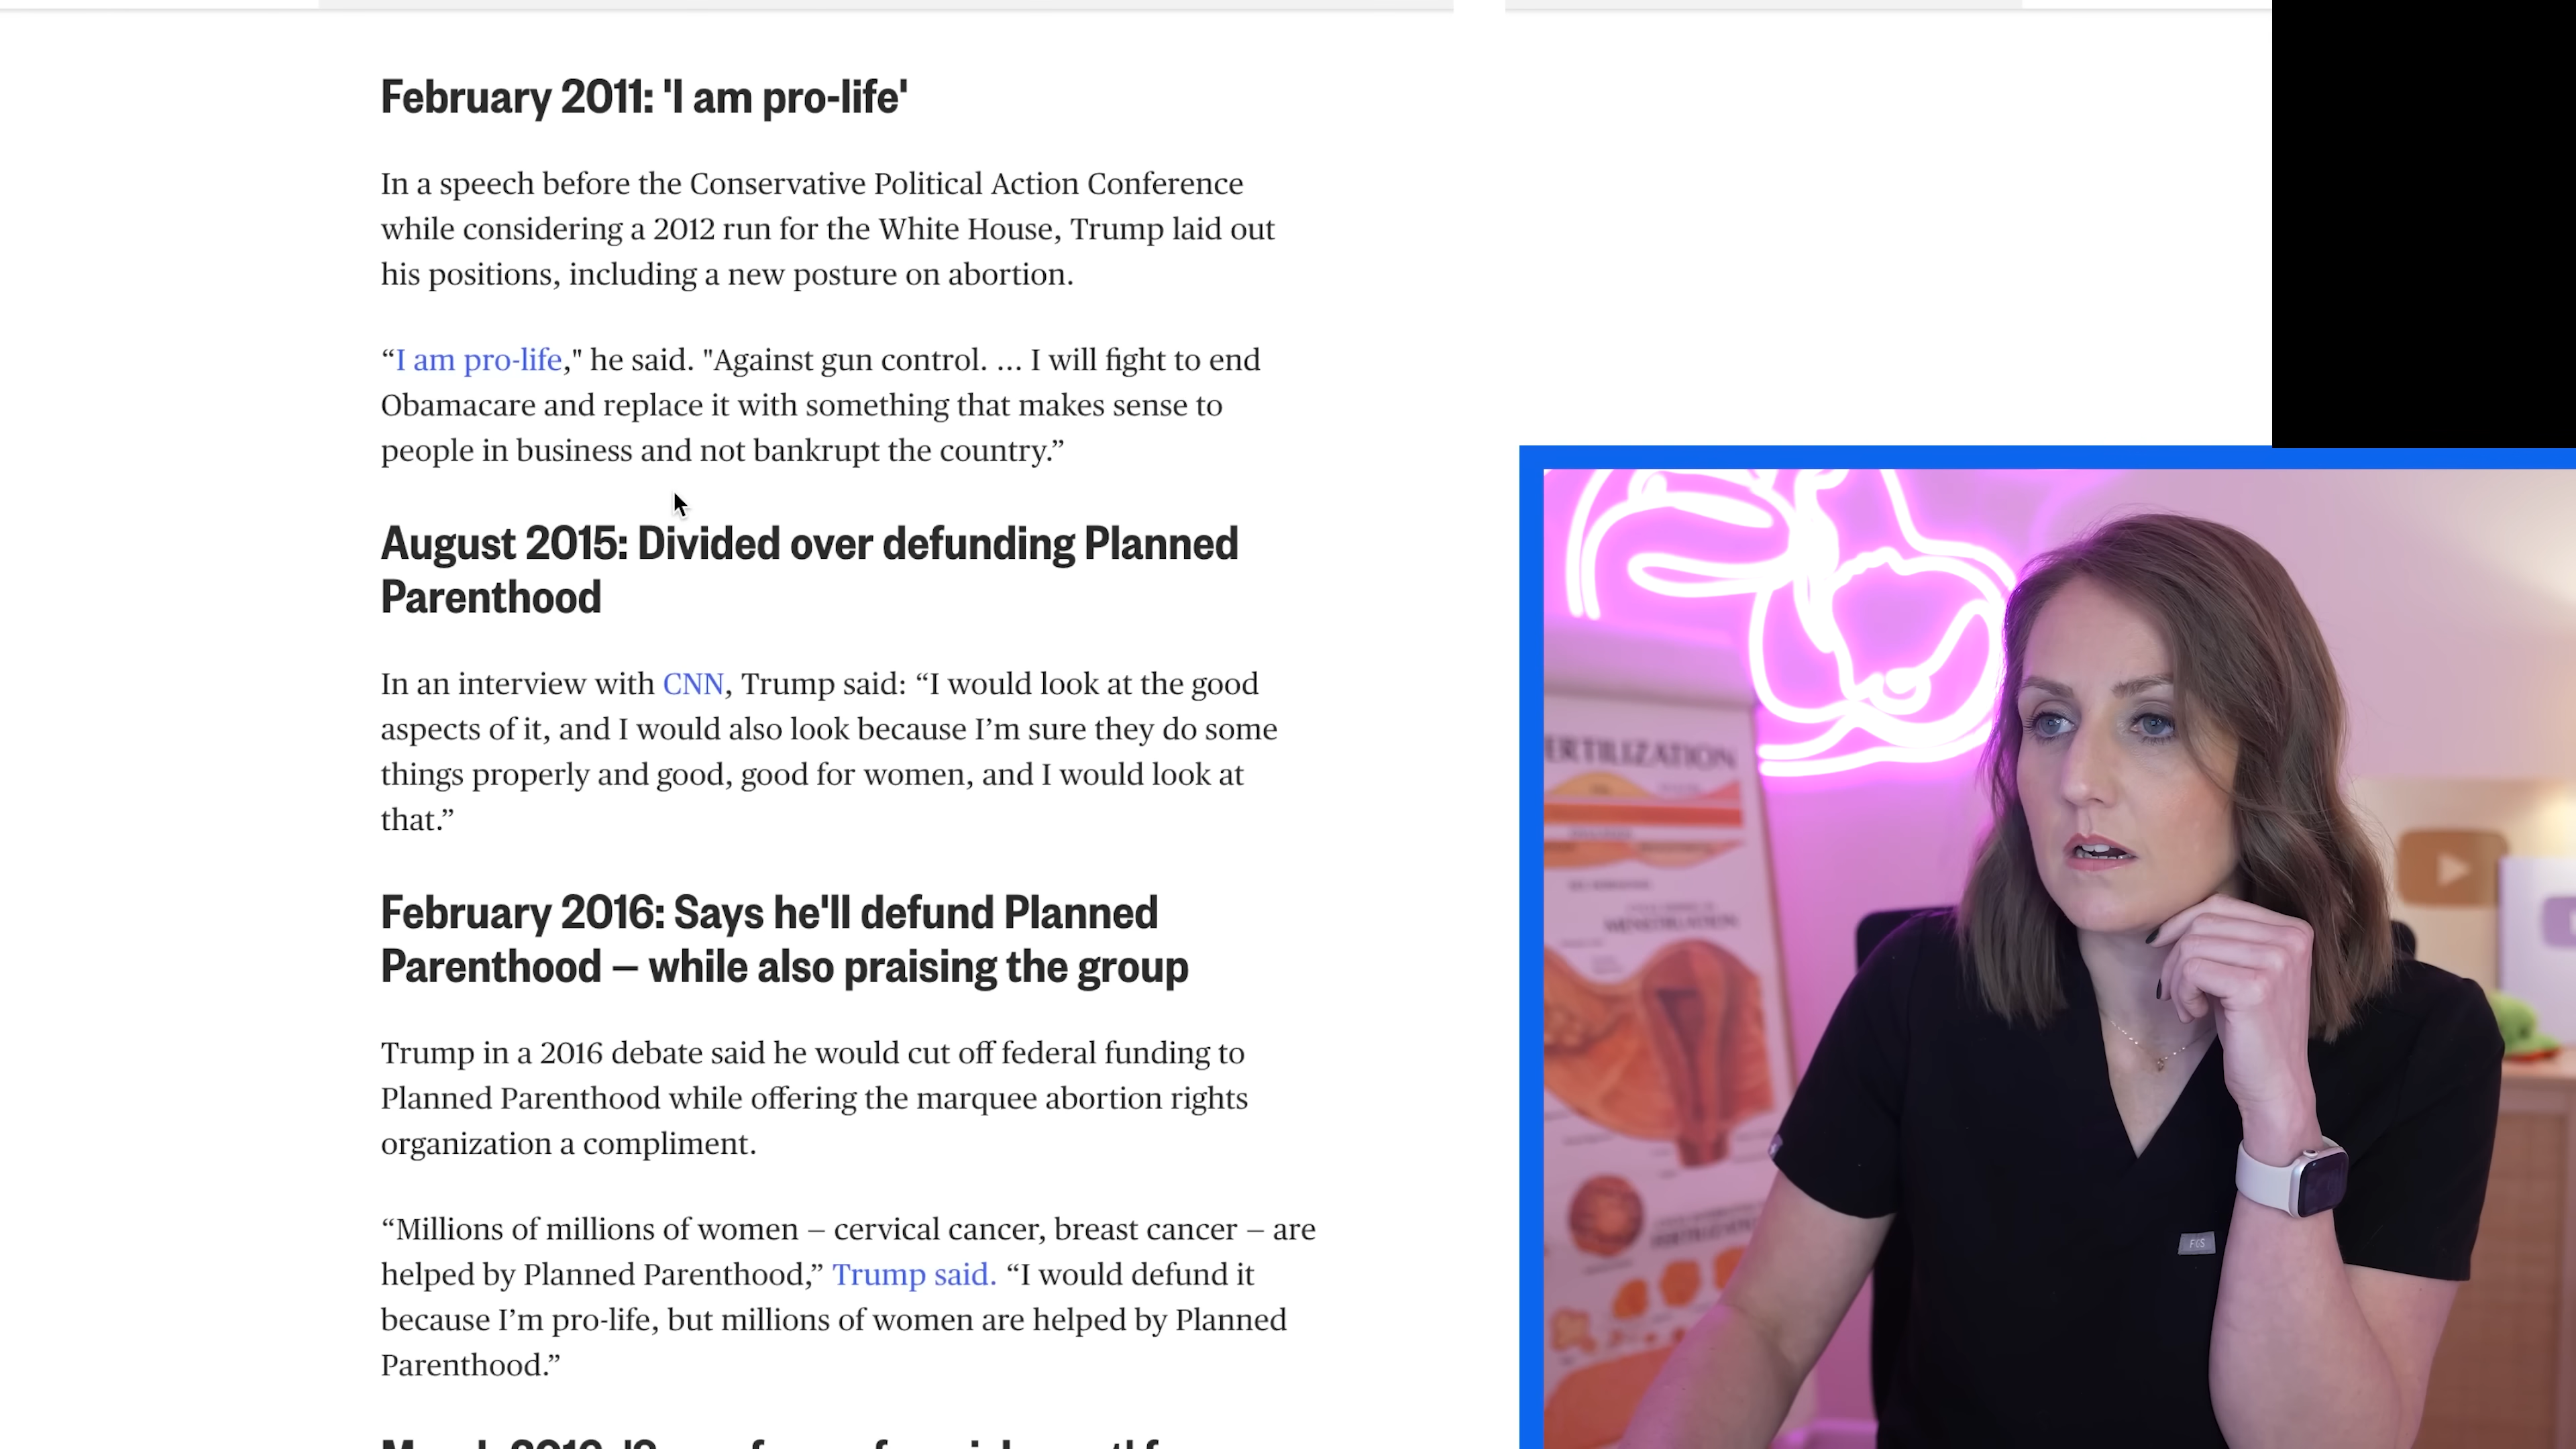 February 2011: 'I am pro-life'
In a speech before the Conservative Political Action Conference
while considering a 2012 run for the White House, Trump laid out
his positions, including a new posture on abortion.
“I am pro-life," he said. "Against gun control. ... I will fight to end
Obamacare and replace it with something that makes sense to
people in business and not bankrupt the country.”
August 2015: Divided over defunding Planned
Parenthood
In an interview with CNN, Trump said: “I would look at the good
aspects of it, and I would also look because I’m sure they do some
things properly and good, good for women, and I would look at
that.”
February 2016: Says he'll defund Planned
Parenthood — while also praising the group
Trump in a 2016 debate said he would cut off federal funding to
Planned Parenthood while offering the marquee abortion rights
organization a compliment.
“Millions of millions of women — cervical cancer, breast cancer — are
helped by Planned Parenthood,” Trump said. “I would defund it
because I’m pro-life, but millions of women are helped by Planned
Parenthood.”
ERTILIZATION
MENSTRUATION
FIGS